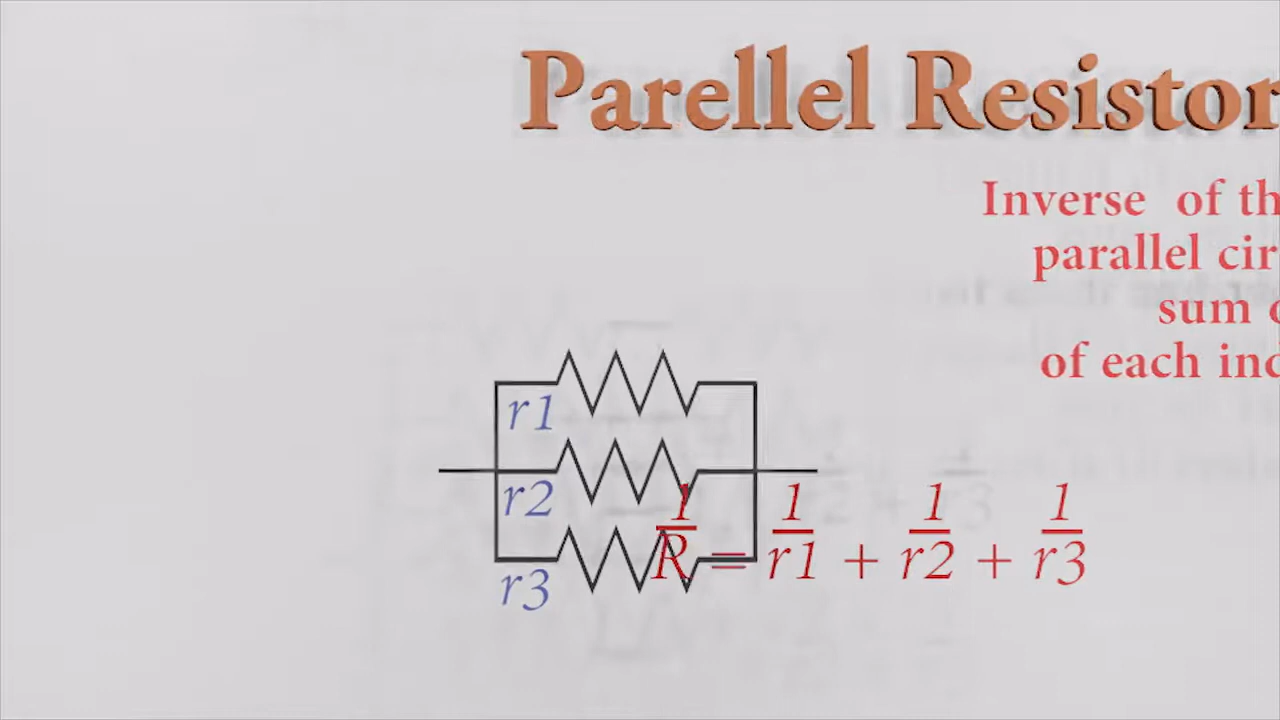 Parellel Resistor
Inverse of th
parallel cir
sum
of each ind
r1
r2
r3
1/R = 1/r1 + 1/r2 + 1/r3